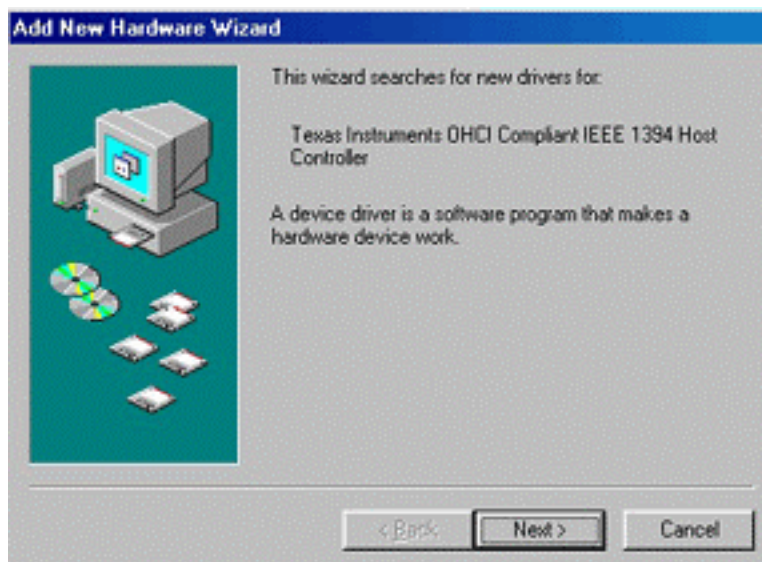 Add New Hardware Wizard
This wizard searches for new drivers for:
Texas Instruments OHCI Compliant IEEE 1394 Host
Controller
A device driver is a software program that makes a
hardware device work.
< Back
Next >
Cancel